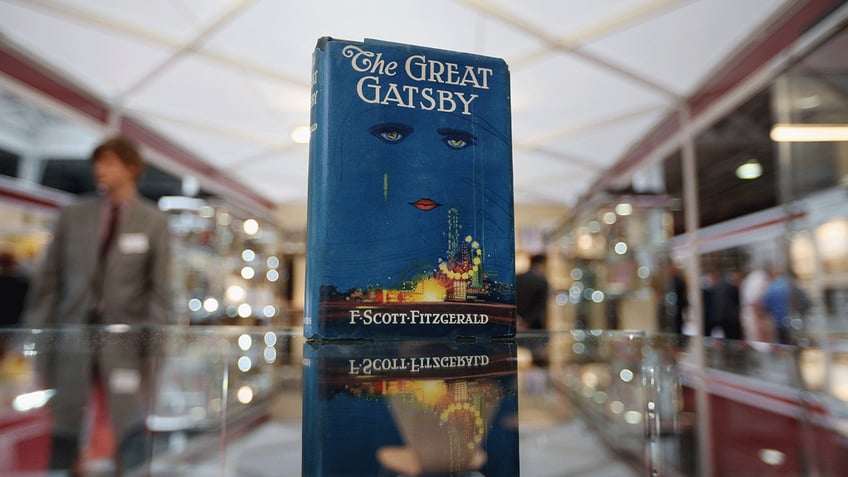 The GREAT
GATSBY
F·SCOTT·FITZGERALD